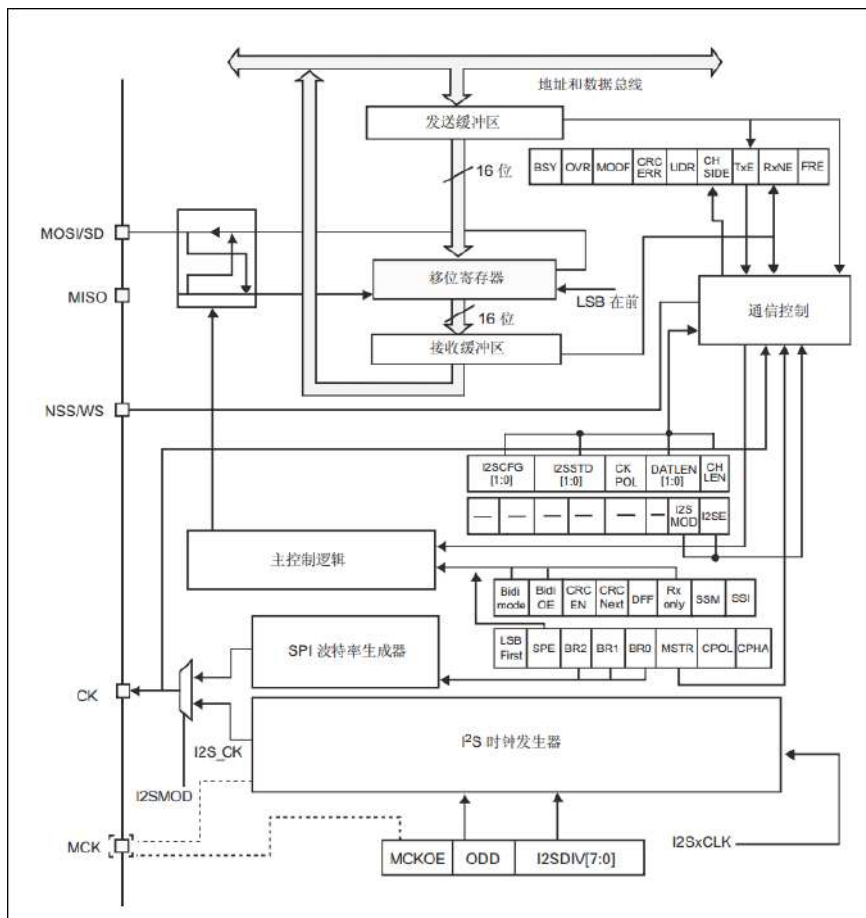 地址和数据总线
发送缓冲区
BSY OVR MODF CRC ERR UDR CH SIDE TxE RxNE FRE
16 位
MOSI/SD
移位寄存器
MISO
LSB 在前
通信控制
16 位
接收缓冲区
NSS/WS
I2SCFG [1:0] I2SSTD [1:0] CK POL DATLEN [1:0] CH LEN
— — — — — — I2S MOD I2SE
主控制逻辑
Bidi mode Bidi OE CRC EN CRC Next DFF Rx only SSM SSI
LSB First SPE BR2 BR1 BR0 MSTR CPOL CPHA
SPI 波特率生成器
CK
I²S 时钟发生器
I2S_CK
I2SMOD
MCK
I2SxCLK
MCKOE ODD I2SDIV[7:0]